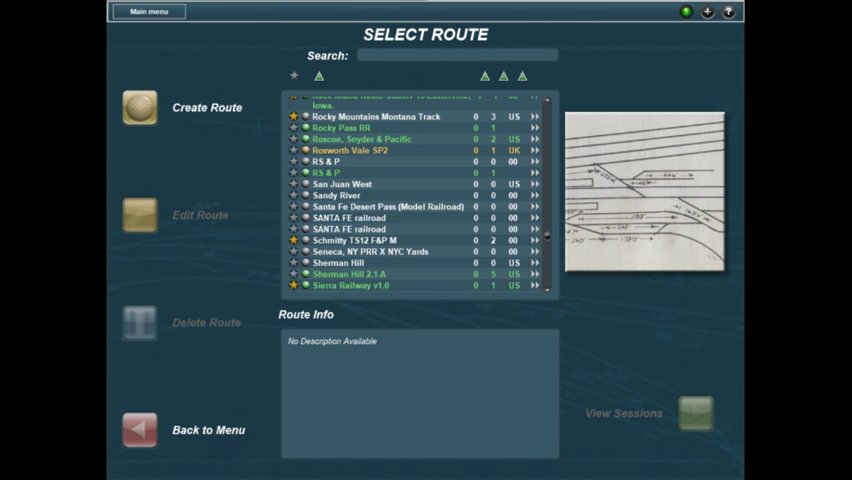 Main menu
SELECT ROUTE
Search:
Create Route
Edit Route
Delete Route
Back to Menu
Iowa.
Rocky Mountains Montana Track 0 3 US
Rocky Pass RR 0 1
Roscoe, Snyder & Pacific 0 2 US
Rosworth Vale SP2 0 1 UK
RS & P 0 0 00
RS & P 0 1
San Juan West 0 0 US
Sandy River 0 0 00
Santa Fe Desert Pass (Model Railroad) 0 0 00
SANTA FE railroad 0 0 00
SANTA FE railroad 0 0 00
Schmitty TS12 F&P M 0 2 00
Seneca, NY PRR X NYC Yards 0 0 00
Sherman Hill 0 0 US
Sherman Hill 2.1-A 0 5 US
Sierra Railway v1.0 0 1 US
Route Info
No Description Available
View Sessions